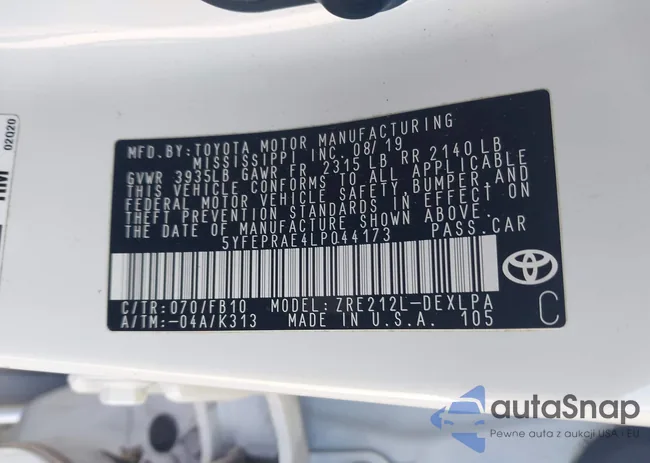 02020
MFD.BY:TOYOTA MOTOR MANUFACTURING
MISSISSIPPI INC. 08/19
GVWR 3935LB GAWR FR 2315 LB RR 2140 LB
THIS VEHICLE CONFORMS TO ALL APPLICABLE
FEDERAL MOTOR VEHICLE SAFETY, BUMPER AND
THEFT PREVENTION STANDARDS IN EFFECT ON
THE DATE OF MANUFACTURE SHOWN ABOVE.
5YFEPRAE4LP044173 PASS.CAR
C/TR:070/FB10 MODEL:ZRE212L-DEXLPA
A/TM:-04A/K313 MADE IN U.S.A. 105
C
autaSnap
Pewne auta z aukcji USA - EU